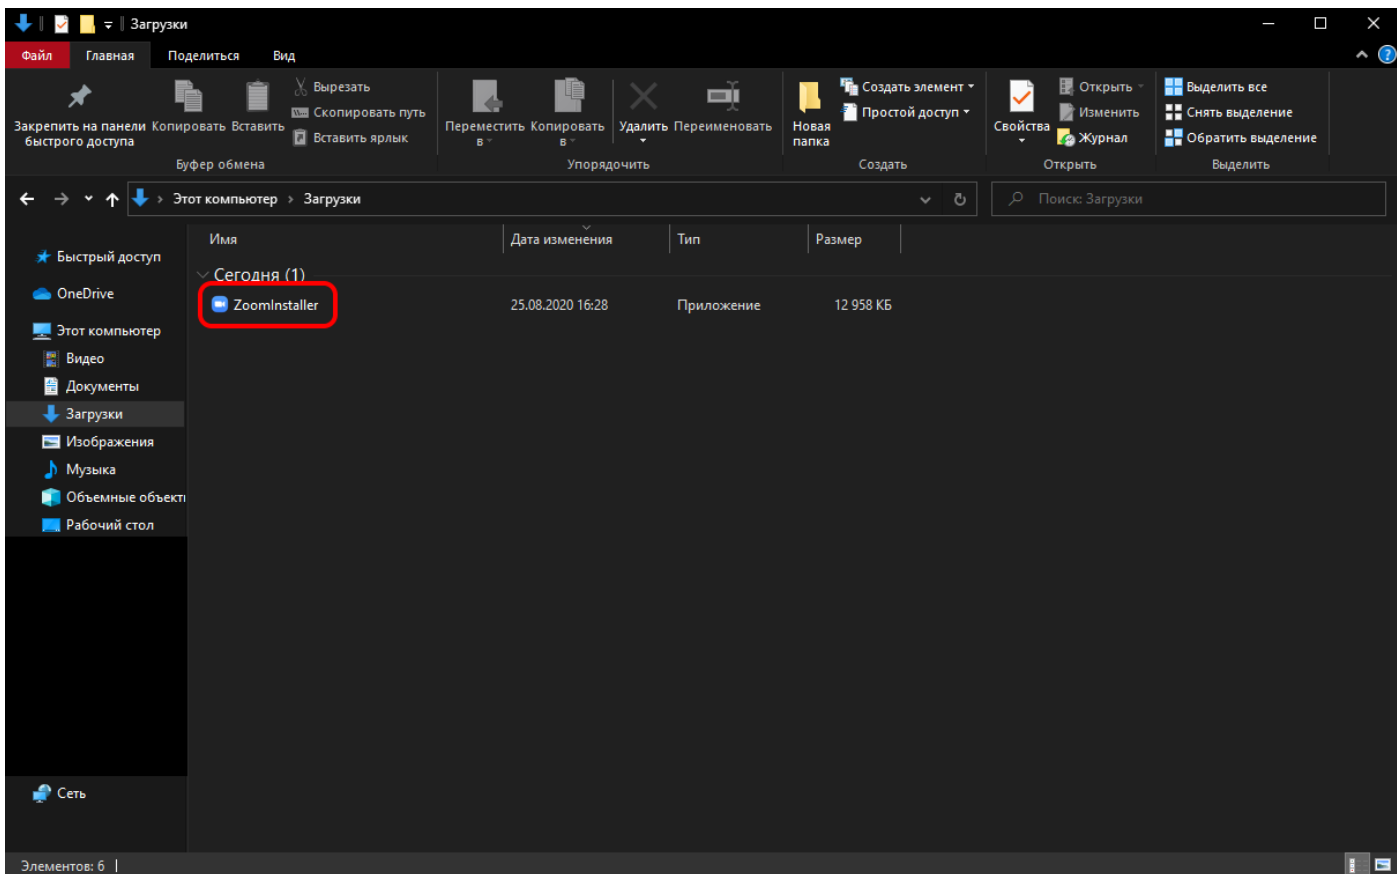 Загрузки
Файл Главная Поделиться Вид
Закрепить на панели быстрого доступа
Копировать
Вставить
Вырезать
Скопировать путь
Вставить ярлык
Буфер обмена
Переместить в
Копировать в
Удалить
Переименовать
Упорядочить
Новая папка
Создать элемент
Простой доступ
Создать
Свойства
Открыть
Изменить
Журнал
Открыть
Выделить все
Снять выделение
Обратить выделение
Выделить
Этот компьютер › Загрузки
Поиск: Загрузки
Имя Дата изменения Тип Размер
Сегодня (1)
ZoomInstaller 25.08.2020 16:28 Приложение 12 958 КБ
Быстрый доступ
OneDrive
Этот компьютер
Видео
Документы
Загрузки
Изображения
Музыка
Объемные объект
Рабочий стол
Сеть
Элементов: 6